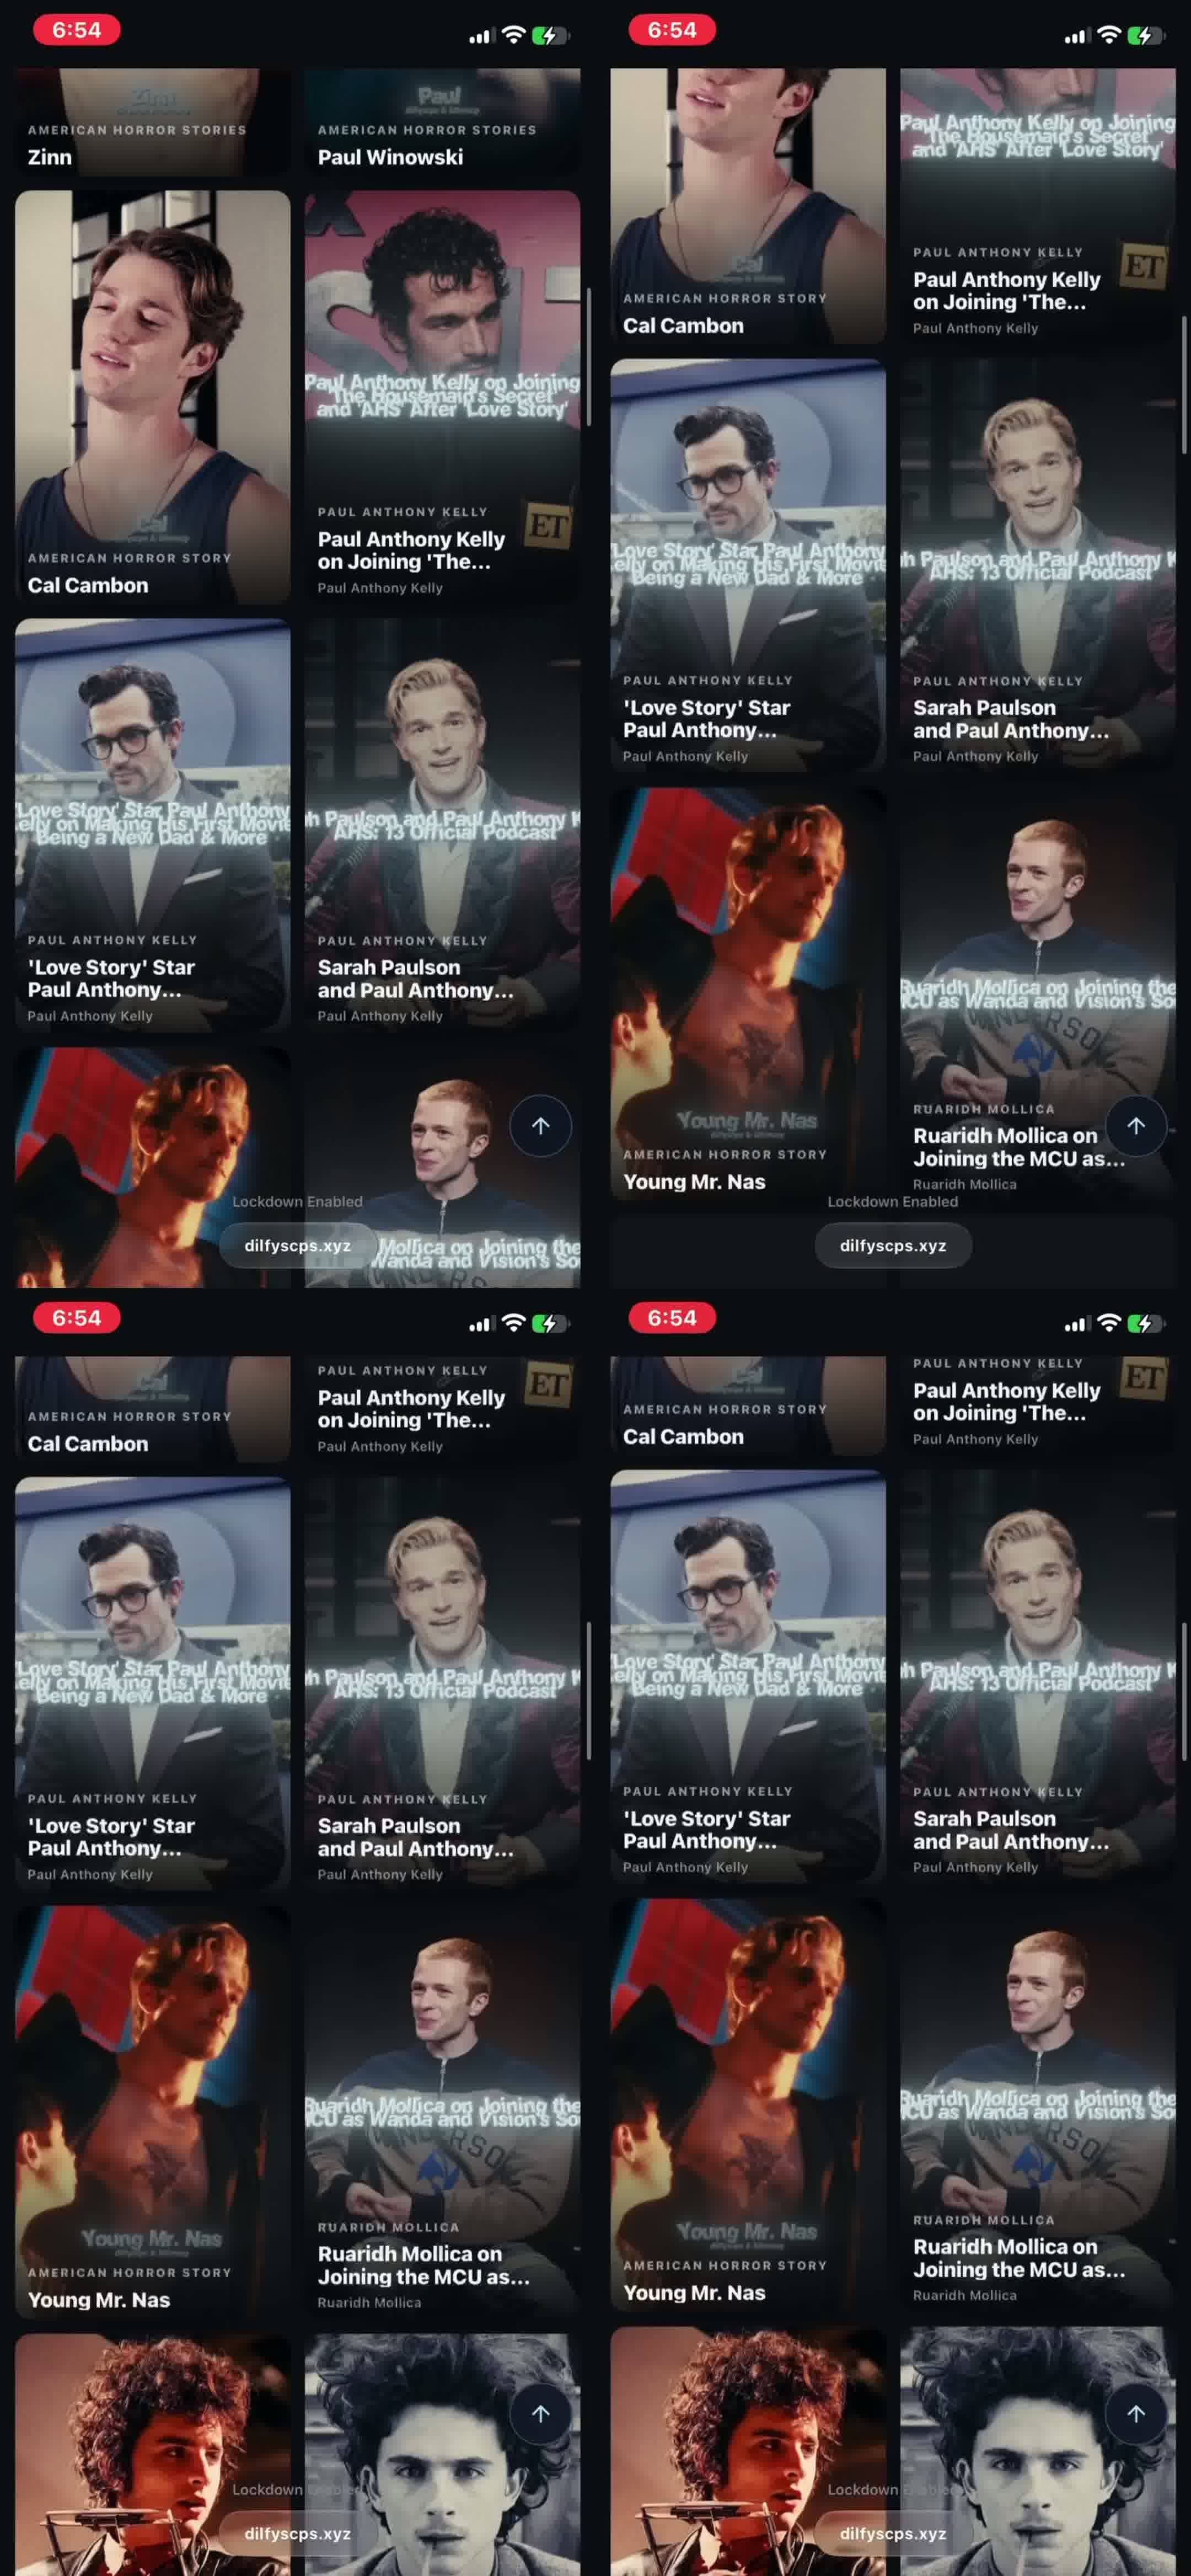 6:54
Zinn
AMERICAN HORROR STORIES
Zinn
Paul
AMERICAN HORROR STORIES
Paul Winowski
Cal
AMERICAN HORROR STORY
Cal Cambon
Paul Anthony Kelly on Joining
'The Housemaid's Secret'
and 'AHS' After 'Love Story'
PAUL ANTHONY KELLY
Paul Anthony Kelly
on Joining 'The...
Paul Anthony Kelly
ET
'Love Story' Star Paul Anthony
elly on Making His First Movie
Being a New Dad & More
PAUL ANTHONY KELLY
'Love Story' Star
Paul Anthony...
Paul Anthony Kelly
h Paulson and Paul Anthony K
AHS: 13 Official Podcast
PAUL ANTHONY KELLY
Sarah Paulson
and Paul Anthony...
Paul Anthony Kelly
Mollica on Joining the
Wanda and Vision's So
Lockdown Enabled
dilfyscps.xyz
6:54
Cal
AMERICAN HORROR STORY
Cal Cambon
Paul Anthony Kelly on Joining
'The Housemaid's Secret'
and 'AHS' After 'Love Story'
PAUL ANTHONY KELLY
Paul Anthony Kelly
on Joining 'The...
Paul Anthony Kelly
ET
'Love Story' Star Paul Anthony
elly on Making His First Movie
Being a New Dad & More
PAUL ANTHONY KELLY
'Love Story' Star
Paul Anthony...
Paul Anthony Kelly
h Paulson and Paul Anthony K
AHS: 13 Official Podcast
PAUL ANTHONY KELLY
Sarah Paulson
and Paul Anthony...
Paul Anthony Kelly
Young Mr. Nas
AMERICAN HORROR STORY
Young Mr. Nas
Ruaridh Mollica on Joining the
MCU as Wanda and Vision's So
RUARIDH MOLLICA
Ruaridh Mollica on
Joining the MCU as...
Ruaridh Mollica
Lockdown Enabled
dilfyscps.xyz
6:54
Cal
AMERICAN HORROR STORY
Cal Cambon
PAUL ANTHONY KELLY
Paul Anthony Kelly
on Joining 'The...
Paul Anthony Kelly
ET
'Love Story' Star Paul Anthony
elly on Making His First Movie
Being a New Dad & More
PAUL ANTHONY KELLY
'Love Story' Star
Paul Anthony...
Paul Anthony Kelly
h Paulson and Paul Anthony K
AHS: 13 Official Podcast
PAUL ANTHONY KELLY
Sarah Paulson
and Paul Anthony...
Paul Anthony Kelly
Young Mr. Nas
AMERICAN HORROR STORY
Young Mr. Nas
Ruaridh Mollica on Joining the
MCU as Wanda and Vision's So
RUARIDH MOLLICA
Ruaridh Mollica on
Joining the MCU as...
Ruaridh Mollica
Lockdown Enabled
dilfyscps.xyz
6:54
AMERICAN HORROR STORY
Cal Cambon
PAUL ANTHONY KELLY
Paul Anthony Kelly
on Joining 'The...
Paul Anthony Kelly
ET
'Love Story' Star Paul Anthony
elly on Making His First Movie
Being a New Dad & More
PAUL ANTHONY KELLY
'Love Story' Star
Paul Anthony...
Paul Anthony Kelly
h Paulson and Paul Anthony K
AHS: 13 Official Podcast
PAUL ANTHONY KELLY
Sarah Paulson
and Paul Anthony...
Paul Anthony Kelly
Young Mr. Nas
AMERICAN HORROR STORY
Young Mr. Nas
Ruaridh Mollica on Joining the
MCU as Wanda and Vision's So
RUARIDH MOLLICA
Ruaridh Mollica on
Joining the MCU as...
Ruaridh Mollica
Lockdown Enabled
dilfyscps.xyz